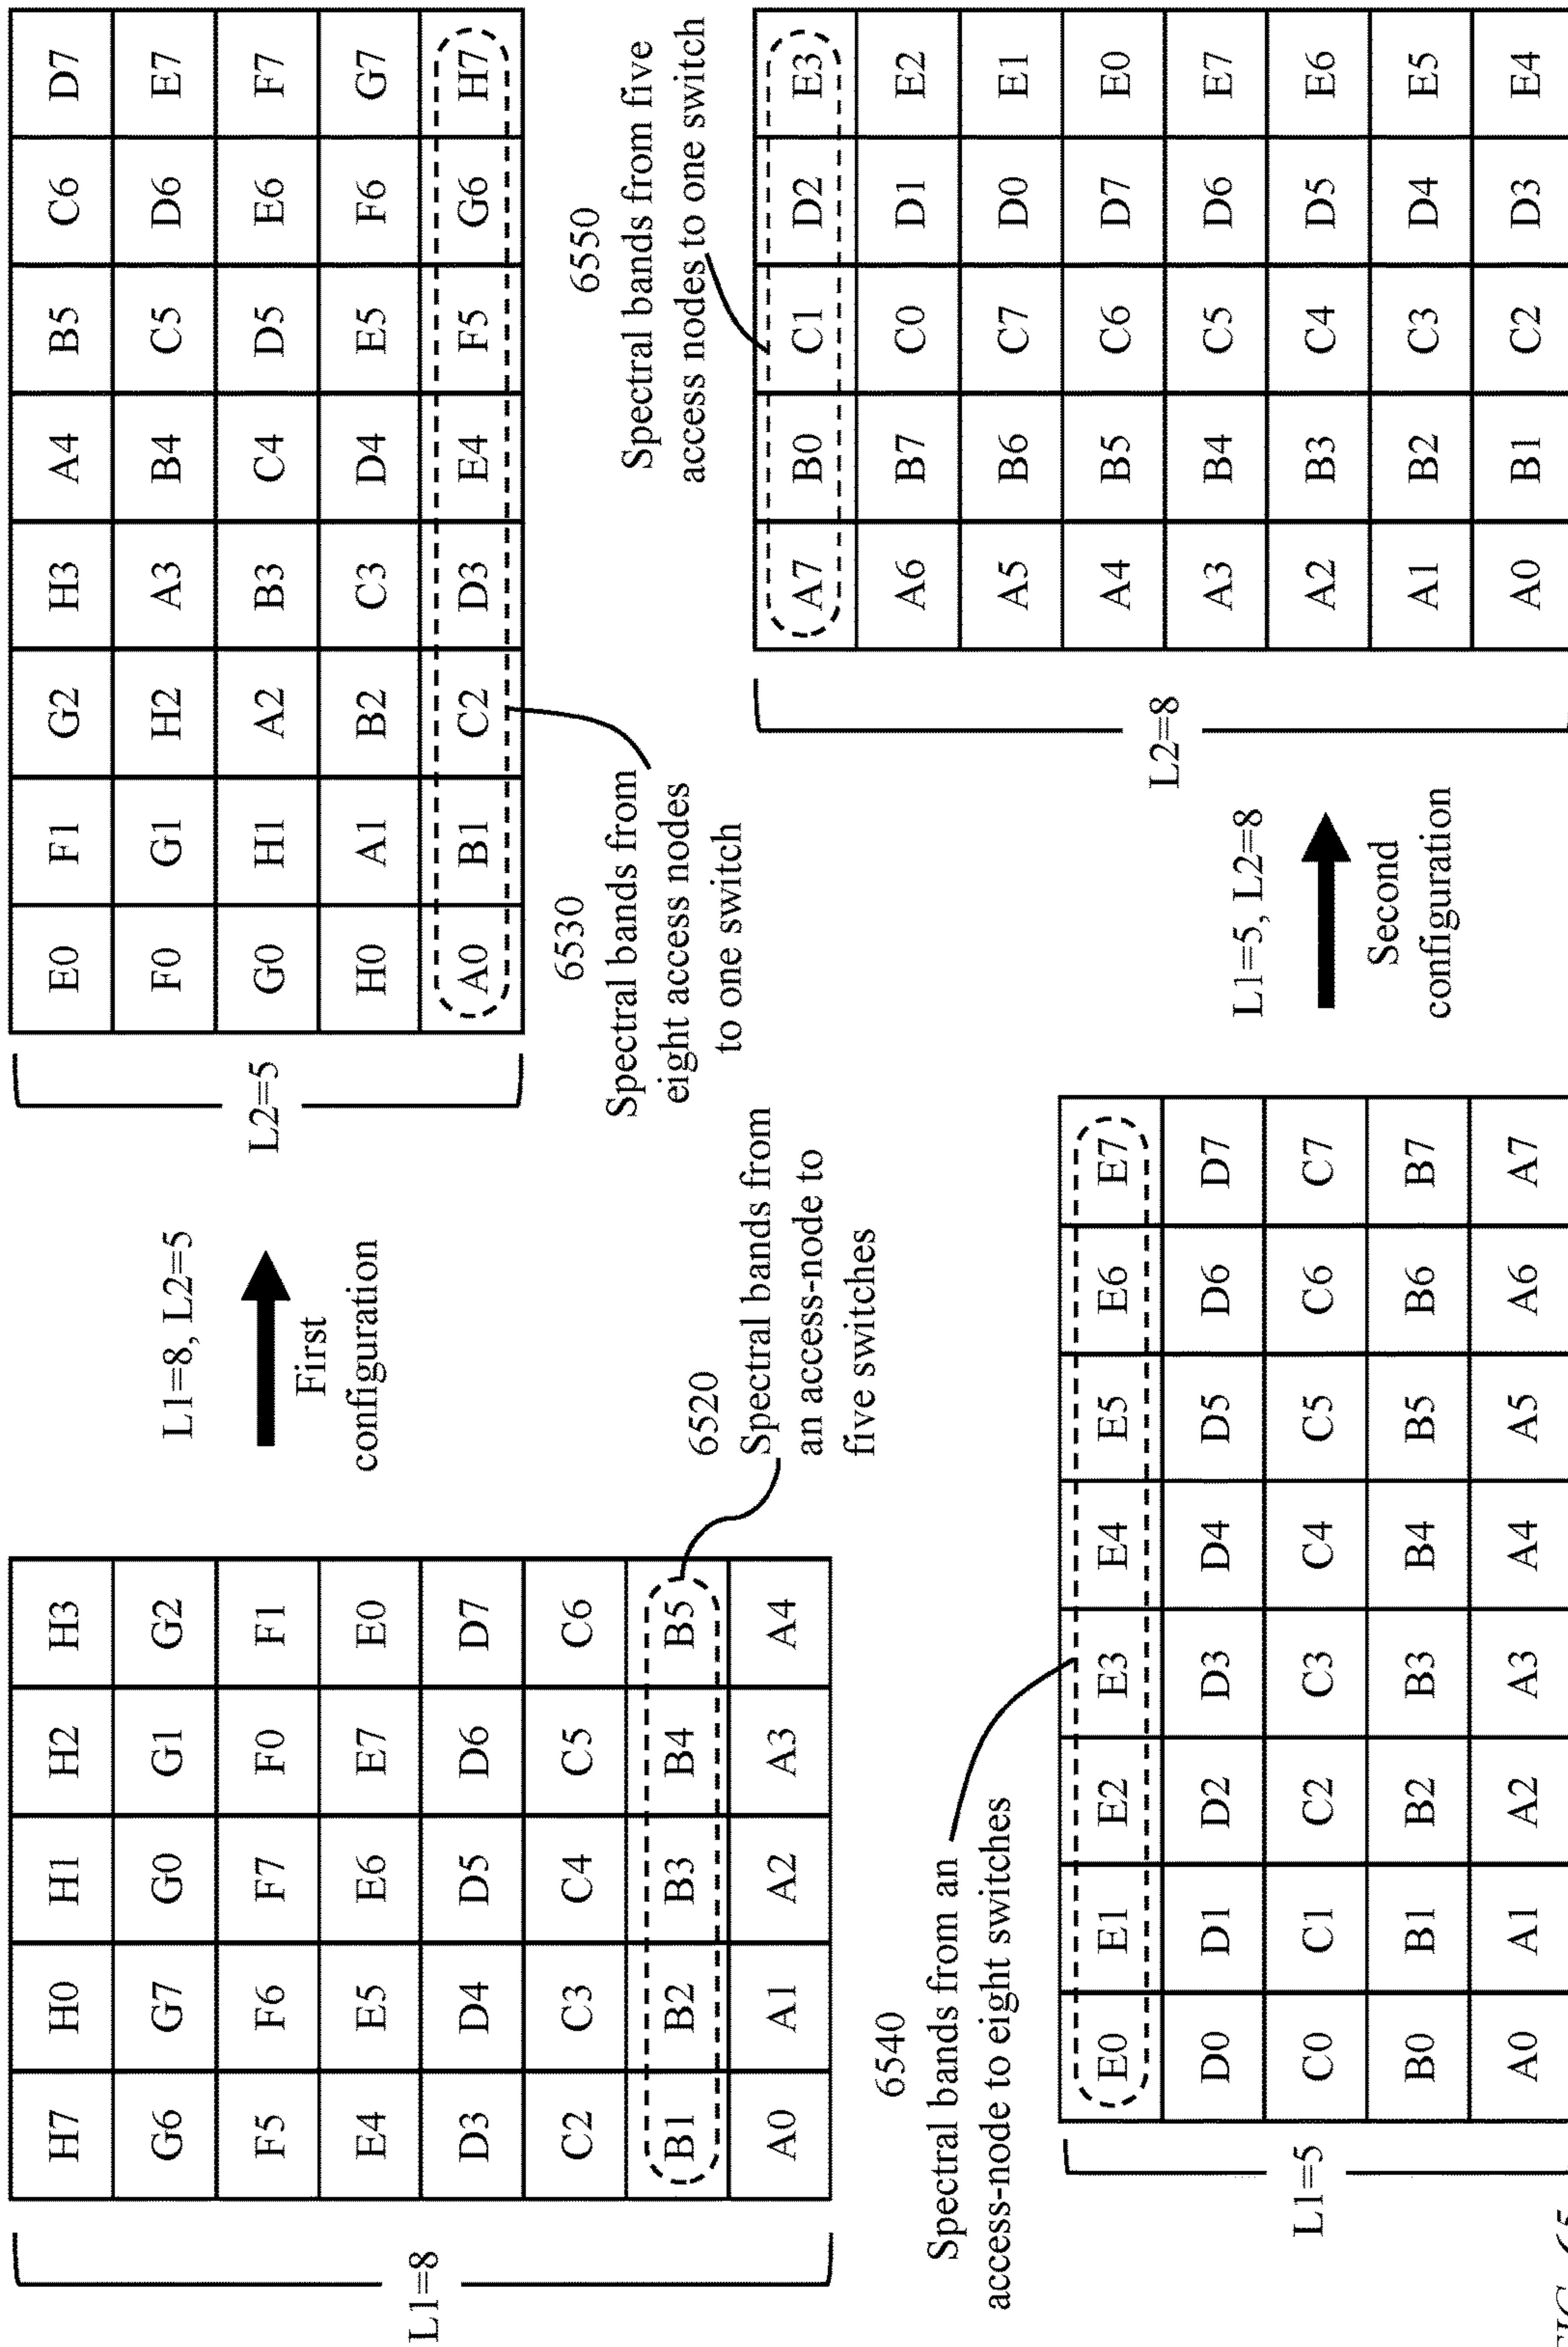 L1=8
H7 H0 H1 H2 H3
G6 G7 G0 G1 G2
F5 F6 F7 F0 F1
E4 E5 E6 E7 E0
D3 D4 D5 D6 D7
C2 C3 C4 C5 C6
B1 B2 B3 B4 B5
A0 A1 A2 A3 A4
6520
Spectral bands from
an access-node to
five switches
L1=8, L2=5
First
configuration
L2=5
E0 F1 G2 H3 A4 B5 C6 D7
F0 G1 H2 A3 B4 C5 D6 E7
G0 H1 A2 B3 C4 D5 E6 F7
H0 A1 B2 C3 D4 E5 F6 G7
A0 B1 C2 D3 E4 F5 G6 H7
6530
Spectral bands from
eight access nodes
to one switch
6540
Spectral bands from an
access-node to eight switches
L1=5
E0 E1 E2 E3 E4 E5 E6 E7
D0 D1 D2 D3 D4 D5 D6 D7
C0 C1 C2 C3 C4 C5 C6 C7
B0 B1 B2 B3 B4 B5 B6 B7
A0 A1 A2 A3 A4 A5 A6 A7
L1=5, L2=8
Second
configuration
6550
Spectral bands from five
access nodes to one switch
L2=8
A7 B0 C1 D2 E3
A6 B7 C0 D1 E2
A5 B6 C7 D0 E1
A4 B5 C6 D7 E0
A3 B4 C5 D6 E7
A2 B3 C4 D5 E6
A1 B2 C3 D4 E5
A0 B1 C2 D3 E4
FIG. 65